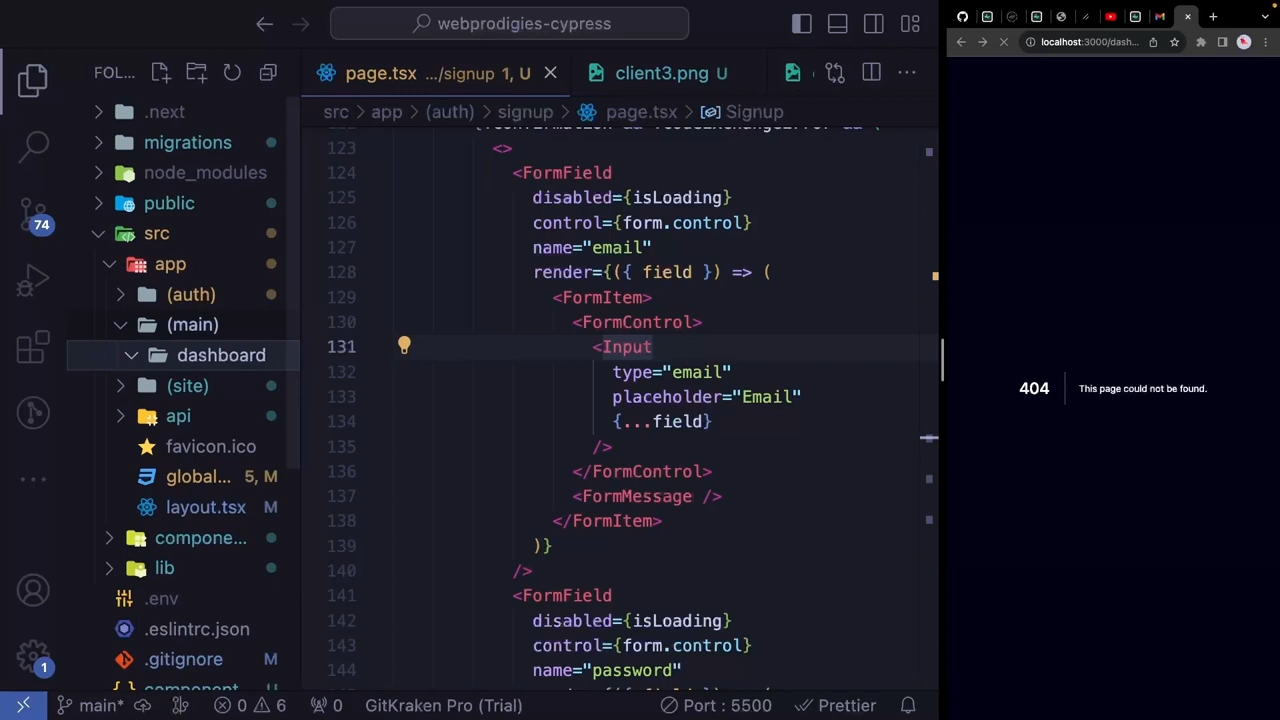 webprodigies-cypress
localhost:3000/dash...
FOL...
page.tsx .../signup 1, U
client3.png U
src > app > (auth) > signup > page.tsx > Signup
.next
migrations
node_modules
public
src
app
(auth)
(main)
dashboard
(site)
api
favicon.ico
global... 5, M
layout.tsx M
compone...
lib
.env
.eslintrc.json
.gitignore M
74
1
123 <>
124 <FormField
125 disabled={isLoading}
126 control={form.control}
127 name="email"
128 render={({ field }) => (
129 <FormItem>
130 <FormControl>
131 <Input
132 type="email"
133 placeholder="Email"
134 {...field}
135 />
136 </FormControl>
137 <FormMessage />
138 </FormItem>
139 )}
140 />
141 <FormField
142 disabled={isLoading}
143 control={form.control}
144 name="password"
404 This page could not be found.
main* 0 6 0 GitKraken Pro (Trial) Port : 5500 Prettier